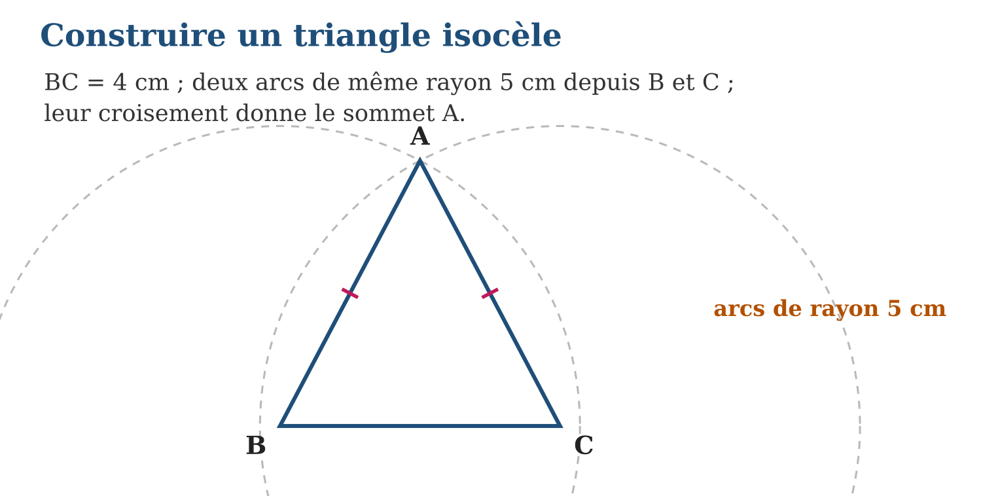 Construire un triangle isocèle
BC = 4 cm ; deux arcs de même rayon 5 cm depuis B et C ;
leur croisement donne le sommet A.
A
arcs de rayon 5 cm
B
C